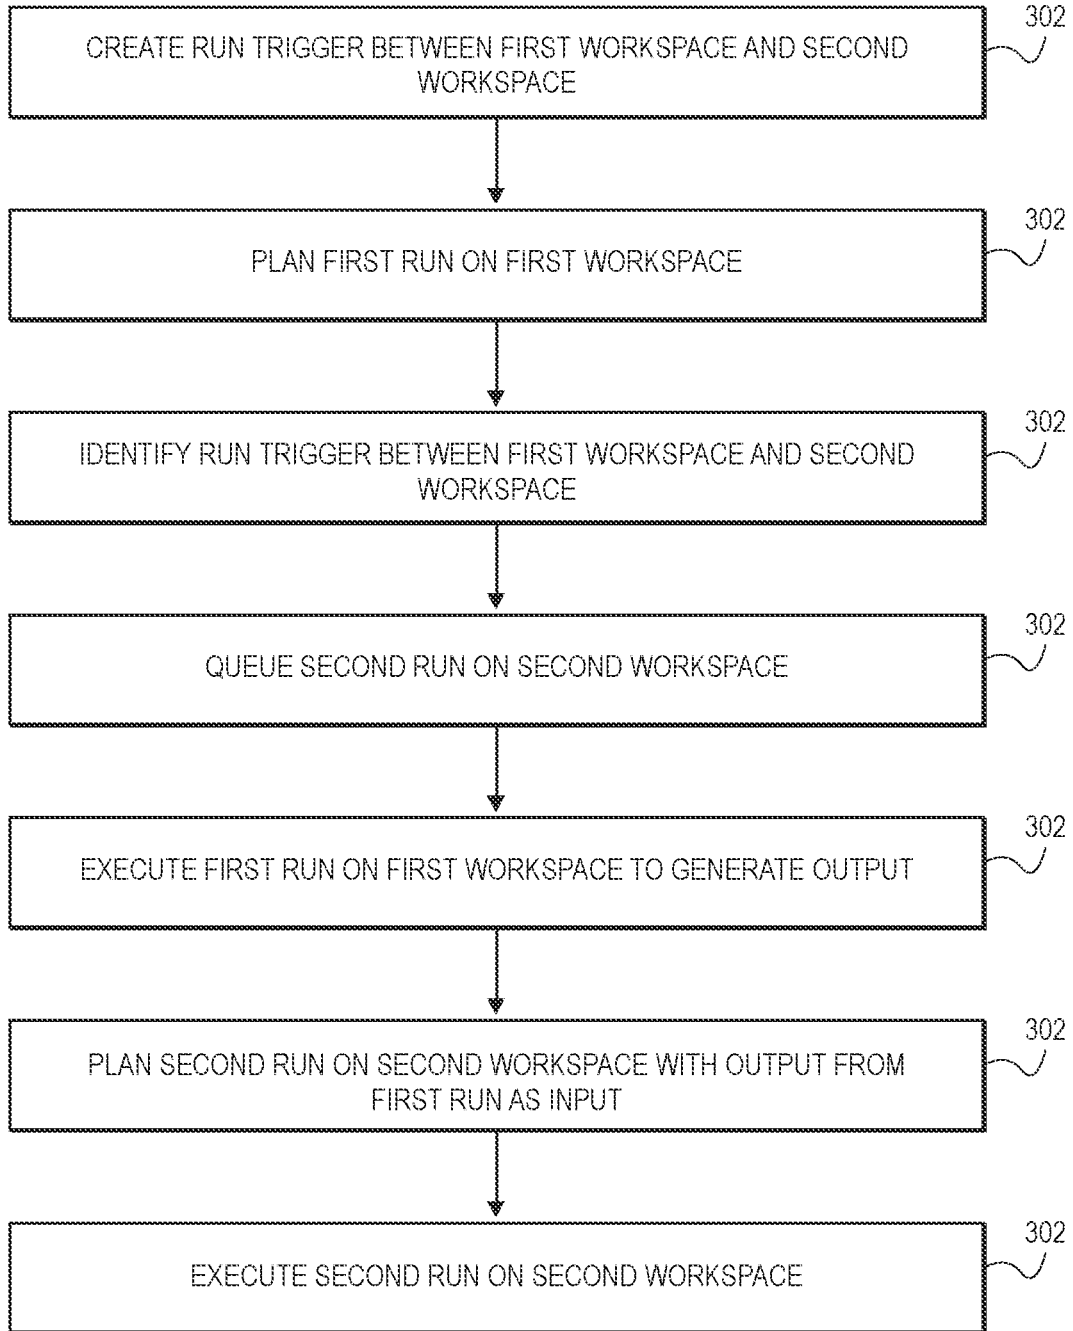 302
CREATE RUN TRIGGER BETWEEN FIRST WORKSPACE AND SECOND
WORKSPACE
302
PLAN FIRST RUN ON FIRST WORKSPACE
302
IDENTIFY RUN TRIGGER BETWEEN FIRST WORKSPACE AND SECOND
WORKSPACE
302
QUEUE SECOND RUN ON SECOND WORKSPACE
302
EXECUTE FIRST RUN ON FIRST WORKSPACE TO GENERATE OUTPUT
302
PLAN SECOND RUN ON SECOND WORKSPACE WITH OUTPUT FROM
FIRST RUN AS INPUT
302
EXECUTE SECOND RUN ON SECOND WORKSPACE